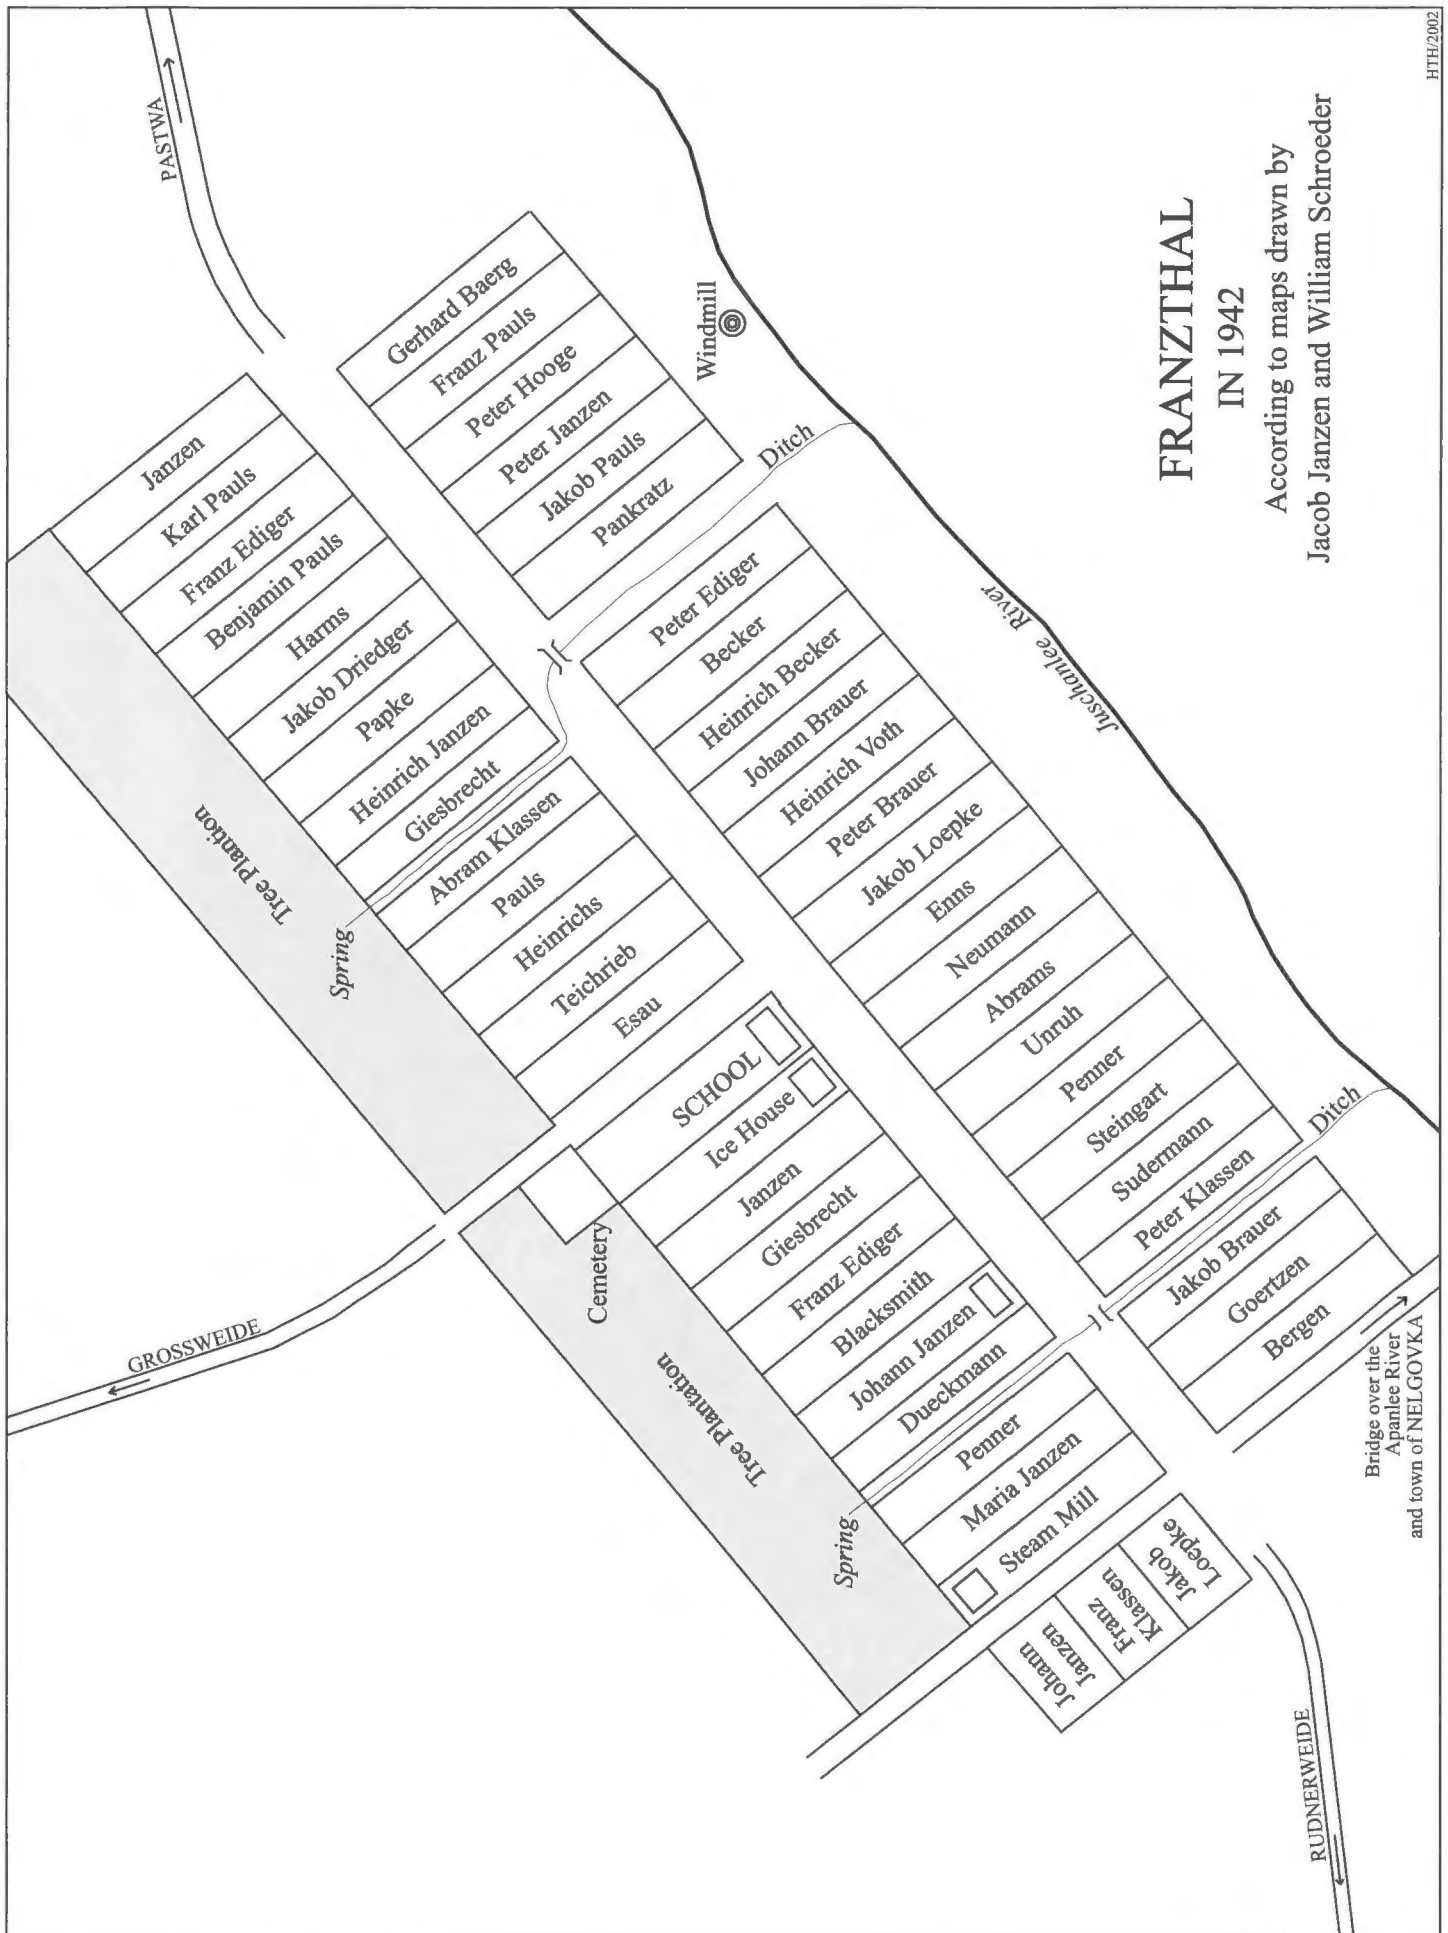 FRANZTHAL
IN 1942
According to maps drawn by
Jacob Janzen and William Schroeder
HTH/2002
PASTWA
Gerhard Baerg
Franz Pauls
Peter Hooge
Peter Janzen
Jakob Pauls
Pankratz
Windmill
Ditch
Janzen
Karl Pauls
Franz Ediger
Benjamin Pauls
Harms
Jakob Driedger
Papke
Heinrich Janzen
Giesbrecht
Abram Klassen
Pauls
Heinrichs
Teichrieb
Esau
Tree Plantion
Spring
Peter Ediger
Becker
Heinrich Becker
Johann Brauer
Heinrich Voth
Peter Brauer
Jakob Loepke
Enns
Neumann
Abrams
Unruh
Penner
Steingart
Sudermann
Peter Klassen
Juschanlee River
Ditch
Jakob Brauer
Goertzen
Bergen
SCHOOL
Ice House
Janzen
Giesbrecht
Franz Ediger
Blacksmith
Johann Janzen
Dueckmann
Penner
Maria Janzen
Steam Mill
Cemetery
Tree Plantation
Spring
GROSSWEIDE
Johann
Janzen
Franz
Klassen
Jakob
Loepke
Bridge over the
Apanlee River
and town of NELGOVKA
RUDNERWEIDE